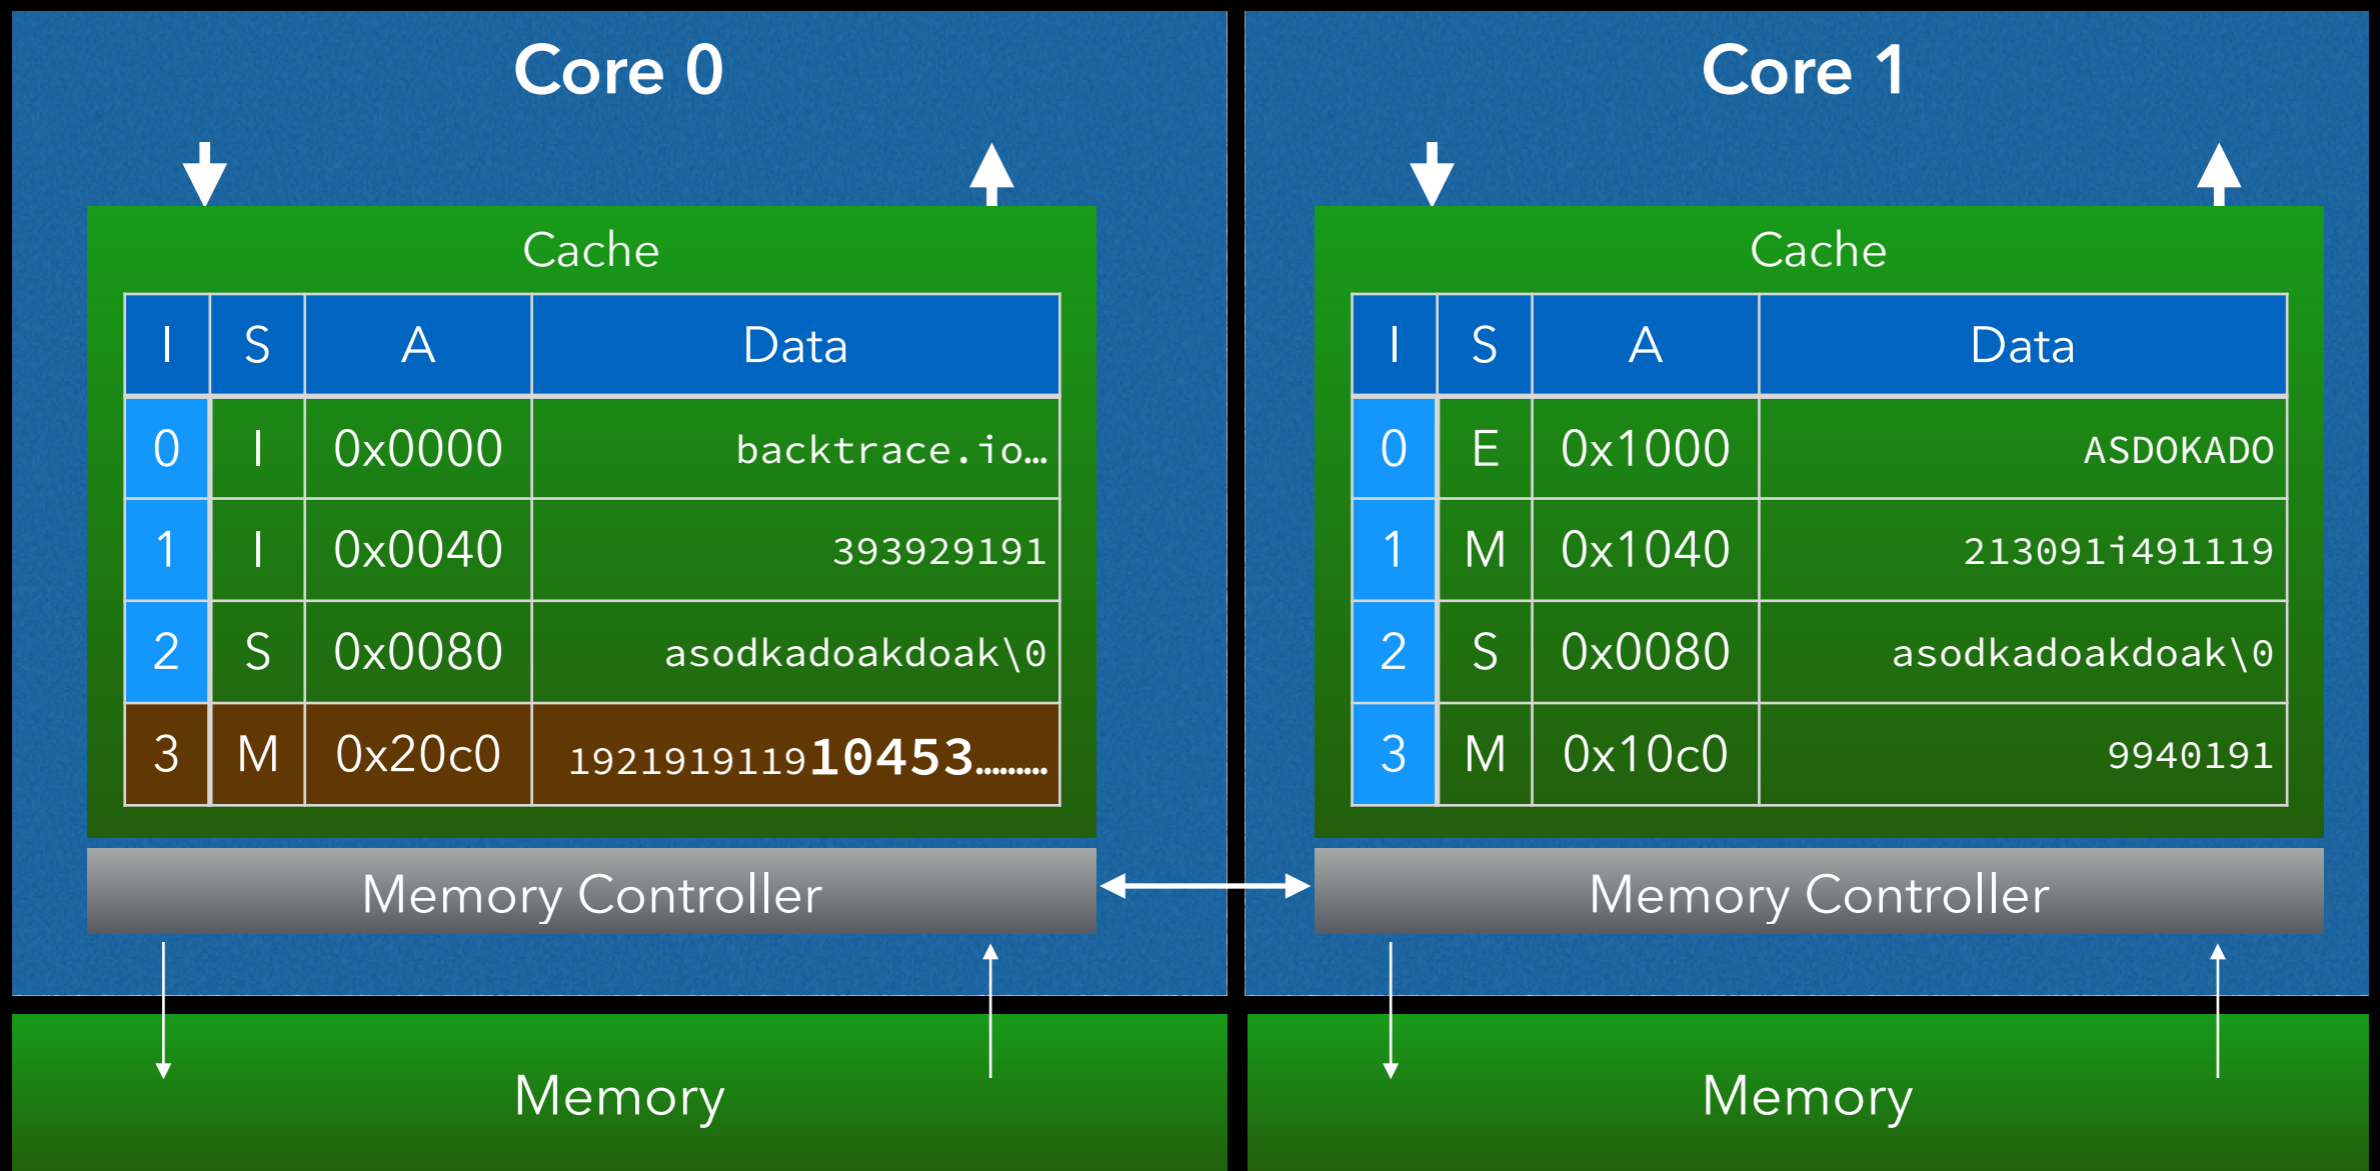 Core 0
Cache
I S A Data
0 I 0x0000 backtrace.io…
1 I 0x0040 393929191
2 S 0x0080 asodkadoakdoak\0
3 M 0x20c0 192191911910453………
Memory Controller
Memory
Core 1
Cache
I S A Data
0 E 0x1000 ASDOKADO
1 M 0x1040 213091i491119
2 S 0x0080 asodkadoakdoak\0
3 M 0x10c0 9940191
Memory Controller
Memory